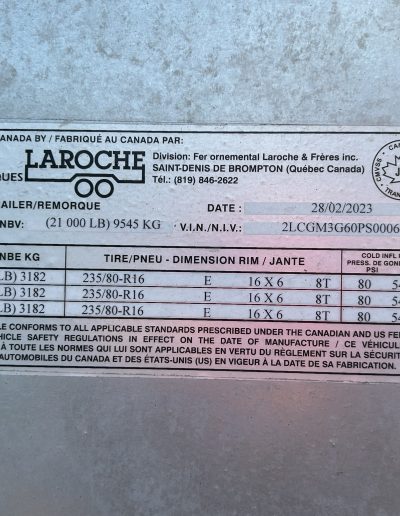 CANADA BY / FABRIQUÉ AU CANADA PAR:
LAROCHE
QUES
Division: Fer ornemental Laroche & Frères inc.
SAINT-DENIS DE BROMPTON (Québec Canada)
Tél.: (819) 846-2622
AILER/REMORQUE DATE : 28/02/2023
NBV: (21 000 LB) 9545 KG V.I.N./N.I.V.: 2LCGM3G60PS0006
NBE KG TIRE/PNEU - DIMENSION RIM / JANTE COLD INFL
PRESS. DE GON
PSI
LB) 3182 235/80-R16 E 16 X 6 8T 80 54
LB) 3182 235/80-R16 E 16 X 6 8T 80 54
LB) 3182 235/80-R16 E 16 X 6 8T 80 54
LE CONFORMS TO ALL APPLICABLE STANDARDS PRESCRIBED UNDER THE CANADIAN AND US FE
HICLE SAFETY REGULATIONS IN EFFECT ON THE DATE OF MANUFACTURE / CE VÉHICUL
À TOUTE LES NORMES QUI LUI SONT APPLICABLES EN VERTU DU RÈGLEMENT SUR LA SÉCURIT
AUTOMOBILES DU CANADA ET DES ÉTATS-UNIS (US) EN VIGEUR À LA DATE DE SA FABRICATION.